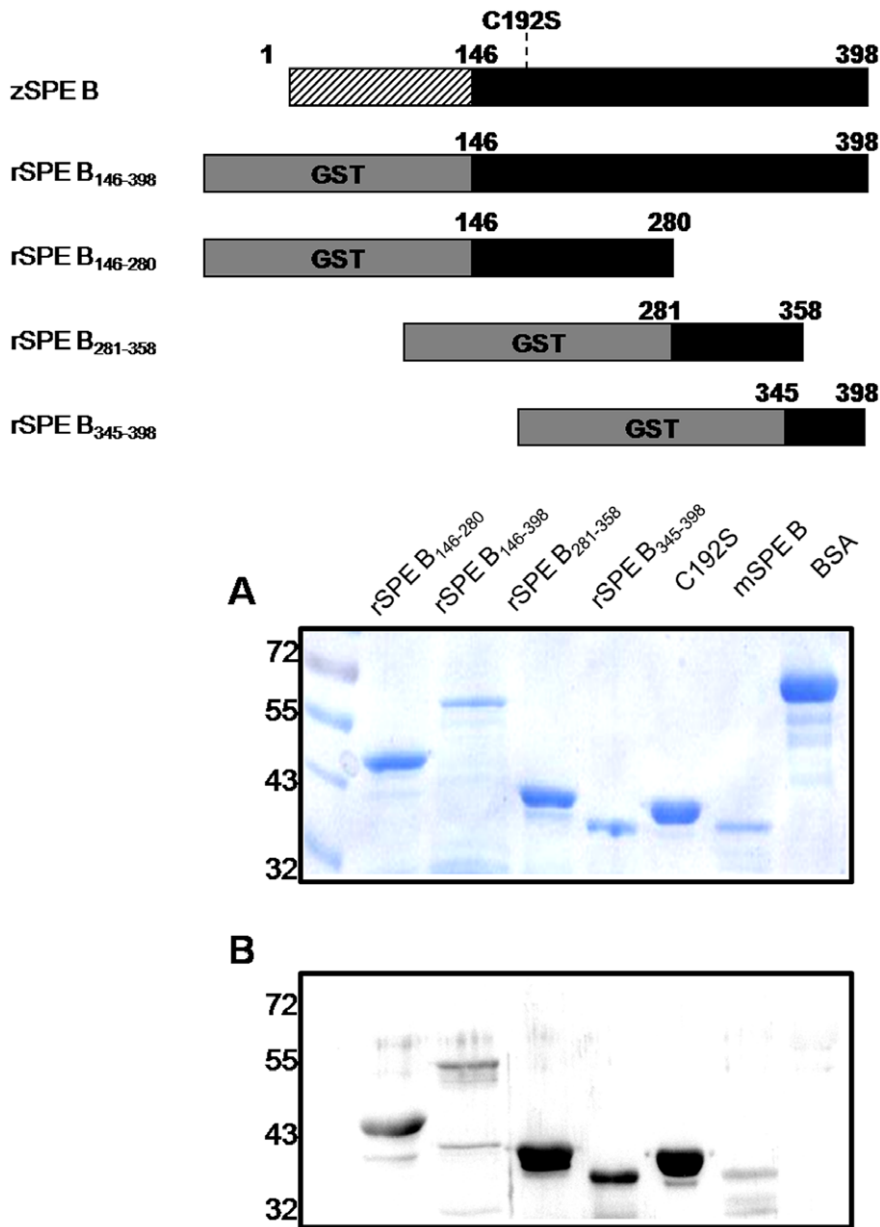 C192S
1 146 398
zSPE B
146 398
rSPE B146-398 GST
146 280
rSPE B146-280 GST
281 358
rSPE B281-358 GST
345 398
rSPE B345-398 GST
A rSPE B146-280 rSPE B146-398 rSPE B281-358 rSPE B345-398 C192S mSPE B BSA
72
55
43
32
B
72
55
43
32